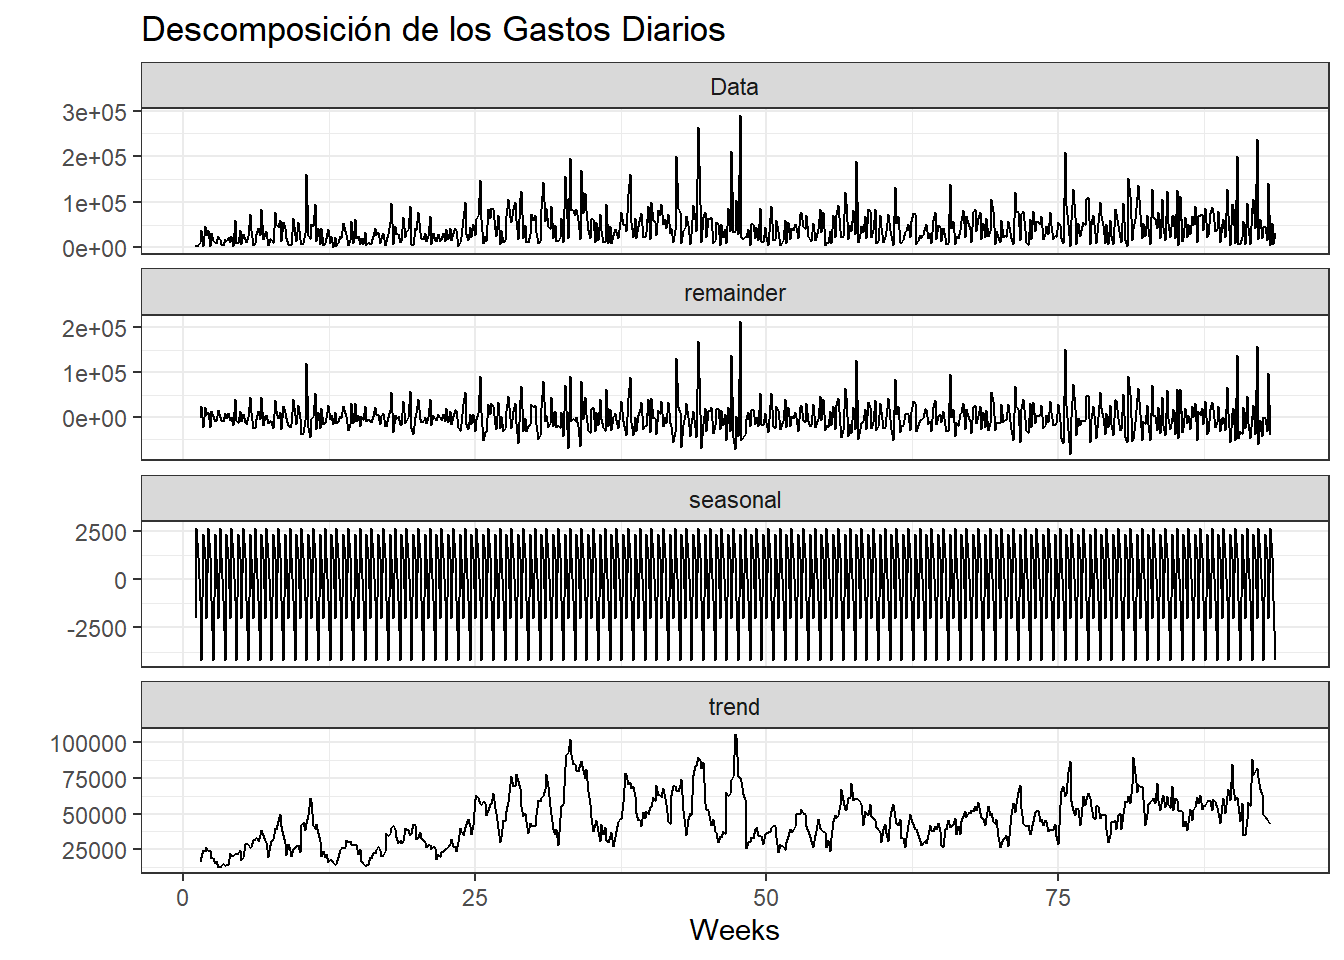 Descomposición de los Gastos Diarios
Data
3e+05
2e+05
1e+05
0e+00
remainder
2e+05
1e+05
0e+00
seasonal
2500
0
-2500
trend
100000
75000
50000
25000
0 25 50 75
Weeks